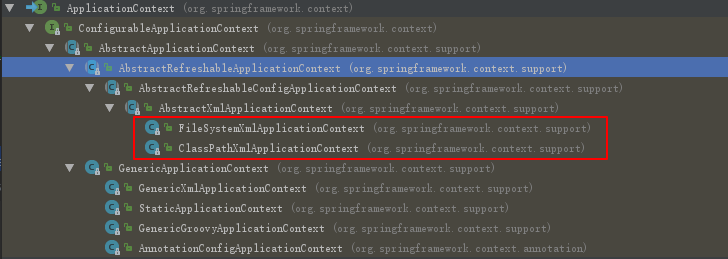 ApplicationContext (org.springframework.context)
ConfigurableApplicationContext (org.springframework.context)
AbstractApplicationContext (org.springframework.context.support)
AbstractRefreshableApplicationContext (org.springframework.context.support)
AbstractRefreshableConfigApplicationContext (org.springframework.context.support)
AbstractXmlApplicationContext (org.springframework.context.support)
FileSystemXmlApplicationContext (org.springframework.context.support)
ClassPathXmlApplicationContext (org.springframework.context.support)
GenericApplicationContext (org.springframework.context.support)
GenericXmlApplicationContext (org.springframework.context.support)
StaticApplicationContext (org.springframework.context.support)
GenericGroovyApplicationContext (org.springframework.context.support)
AnnotationConfigApplicationContext (org.springframework.context.annotation)